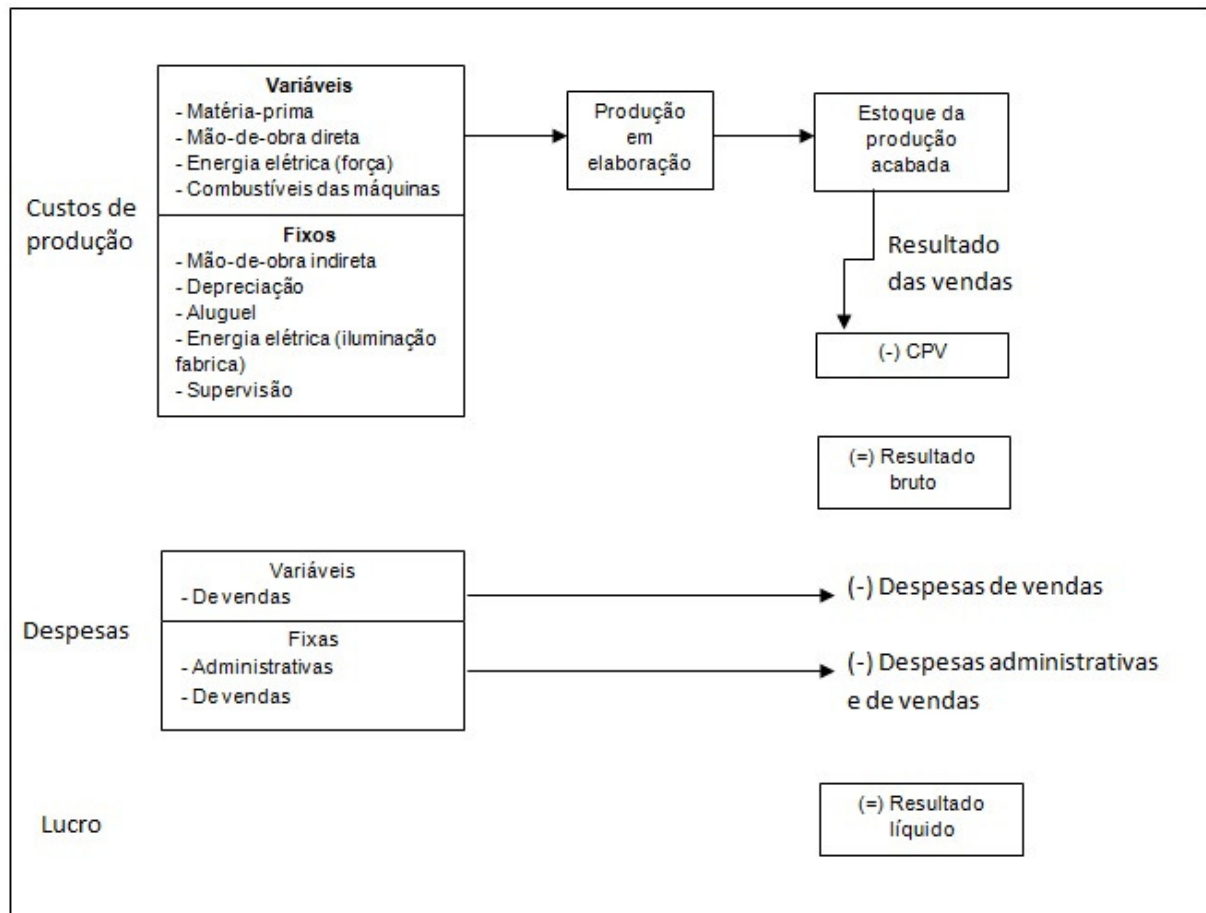 Custos de
produção
Variáveis
- Matéria-prima
- Mão-de-obra direta
- Energia elétrica (força)
- Combustíveis das máquinas
Fixos
- Mão-de-obra indireta
- Depreciação
- Aluguel
- Energia elétrica (iluminação
fabrica)
- Supervisão
Produção
em
elaboração
Estoque da
produção
acabada
Resultado
das vendas
(-) CPV
(=) Resultado
bruto
Despesas
Variáveis
- De vendas
Fixas
- Administrativas
- De vendas
(-) Despesas de vendas
(-) Despesas administrativas
e de vendas
Lucro
(=) Resultado
líquido